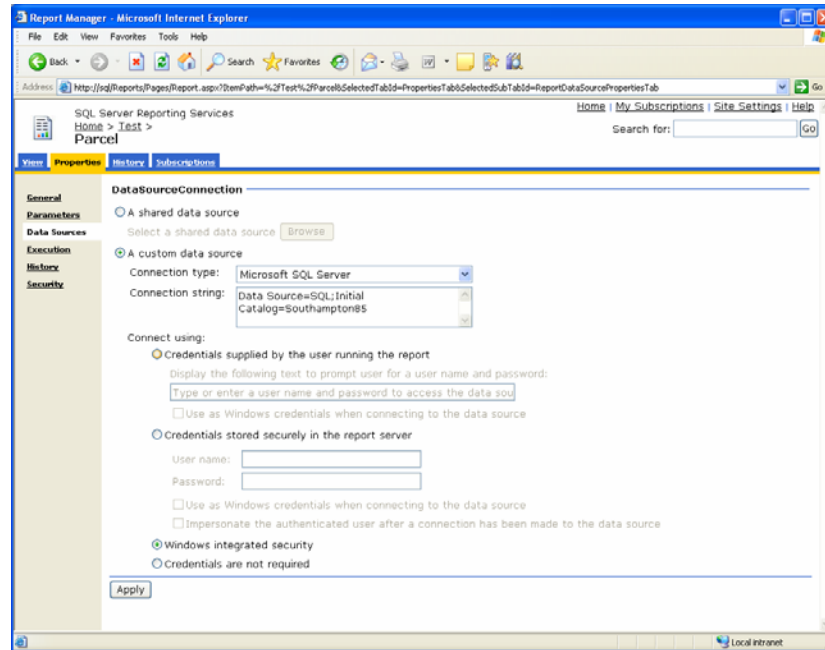 Report Manager - Microsoft Internet Explorer
File Edit View Favorites Tools Help
Back Search Favorites
Address http://sql/Reports/Pages/Report.aspx?ItemPath=%2fTest%2fParcel&SelectedTabId=PropertiesTab&SelectedSubTabId=ReportDataSourcePropertiesTab Go
Home | My Subscriptions | Site Settings | Help
SQL Server Reporting Services
Home > Test >
Parcel
Search for: Go
View Properties History Subscriptions
General
Parameters
Data Sources
Execution
History
Security
DataSourceConnection
A shared data source
Select a shared data source Browse
A custom data source
Connection type: Microsoft SQL Server
Connection string: Data Source=SQL;Initial
Catalog=Southampton85
Connect using:
Credentials supplied by the user running the report
Display the following text to prompt user for a user name and password:
Type or enter a user name and password to access the data sou
Use as Windows credentials when connecting to the data source
Credentials stored securely in the report server
User name:
Password:
Use as Windows credentials when connecting to the data source
Impersonate the authenticated user after a connection has been made to the data source
Windows integrated security
Credentials are not required
Apply
Local intranet